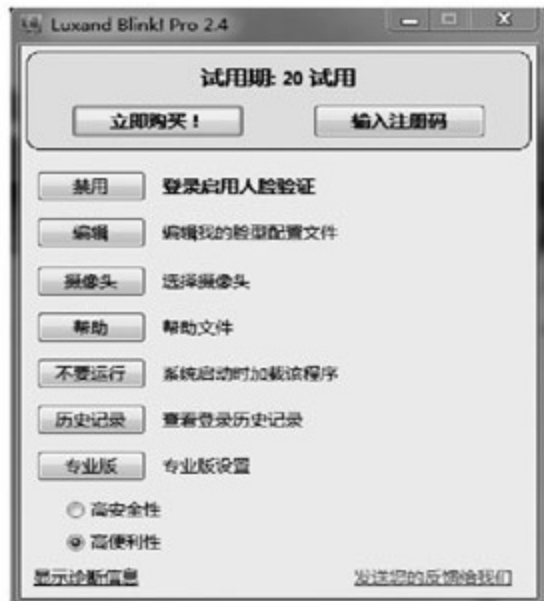 Luxand Blink! Pro 2.4
试用期: 20 试用
立即购买! 输入注册码
禁用 登录启用人脸验证
编辑 编辑我的脸型配置文件
摄像头 选择摄像头
帮助 帮助文件
不要运行 系统启动时加载该程序
历史记录 查看登录历史记录
专业版 专业版设置
高安全性
高便利性
显示诊断信息 发送您的反馈给我们